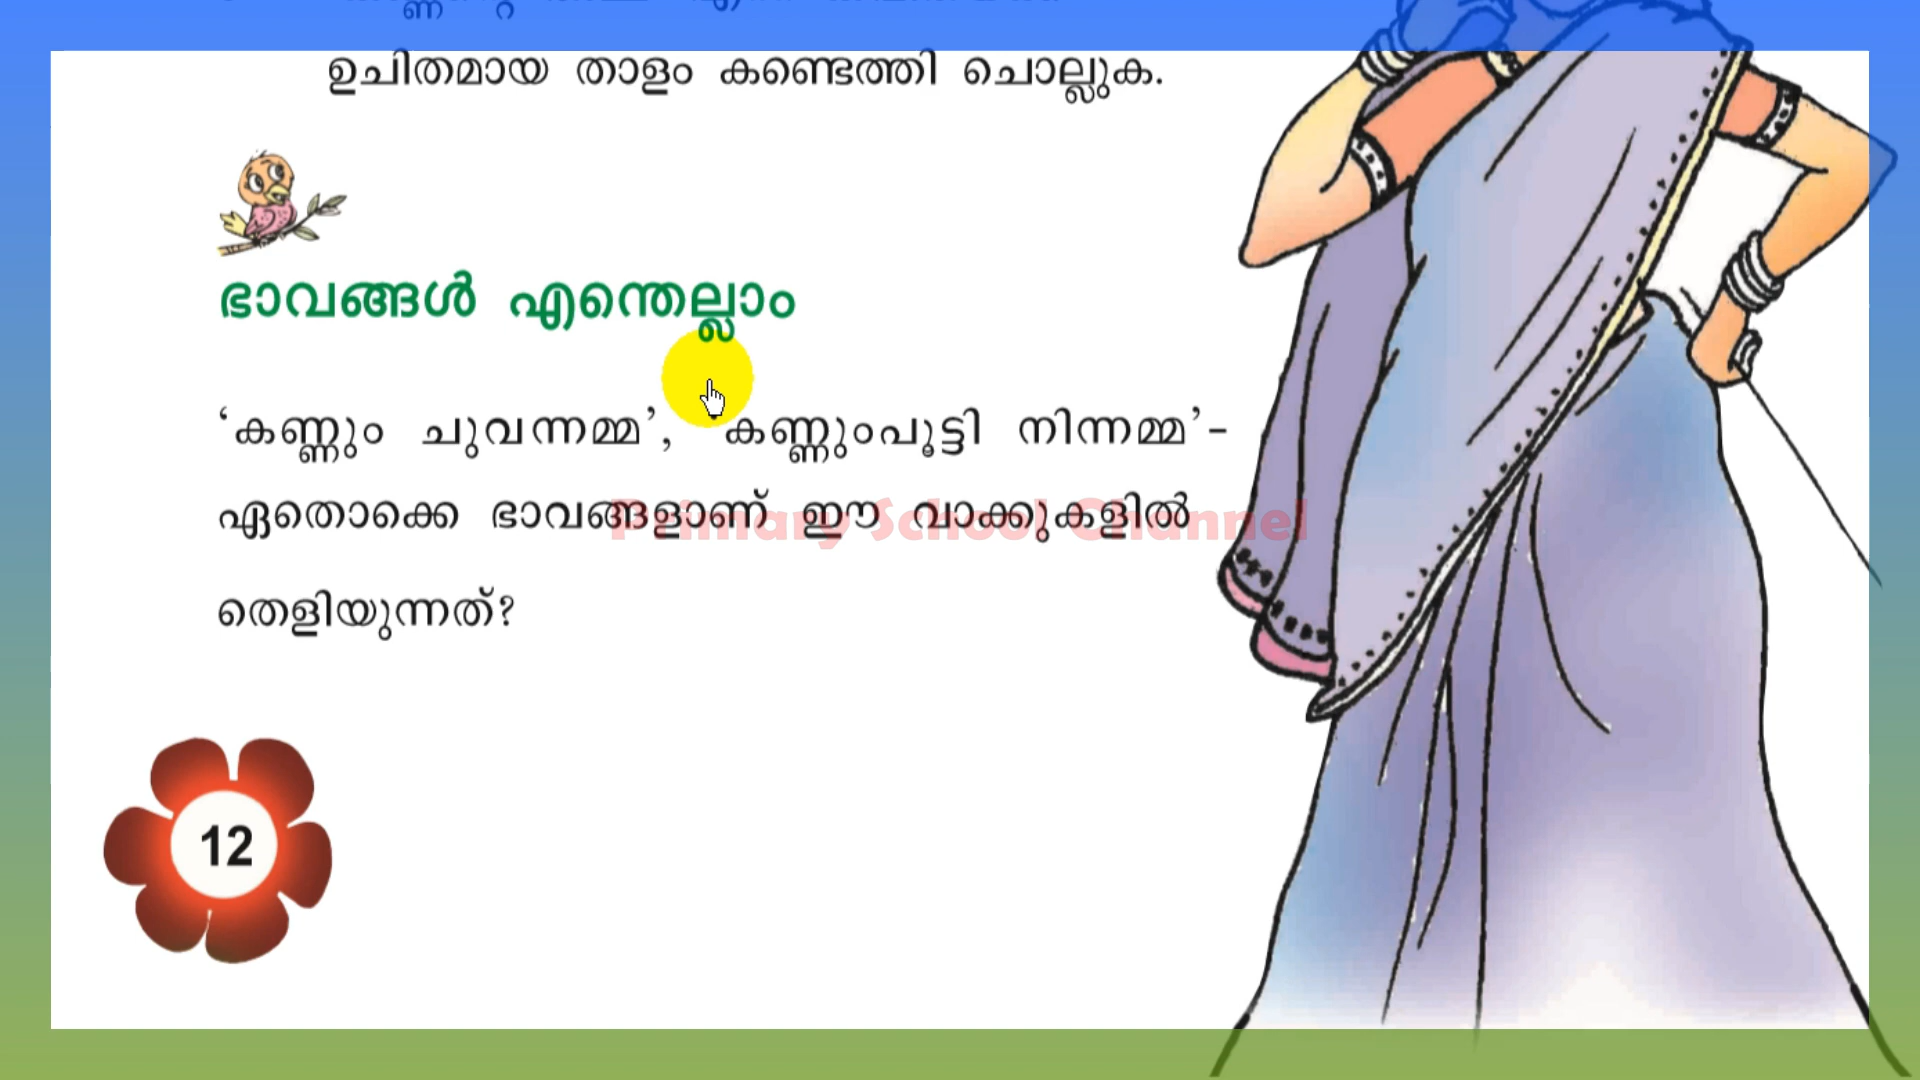 ഉചിതമായ താളം കണ്ടെത്തി ചൊല്ലുക.
ഭാവങ്ങൾ എന്തെല്ലാം
‘കണ്ണും ചുവന്നമ്മ’, ‘കണ്ണുംപൂട്ടി നിന്നമ്മ’-
ഏതൊക്കെ ഭാവങ്ങളാണ് ഈ വാക്കുകളിൽ
Primary School Channel
തെളിയുന്നത്?
12